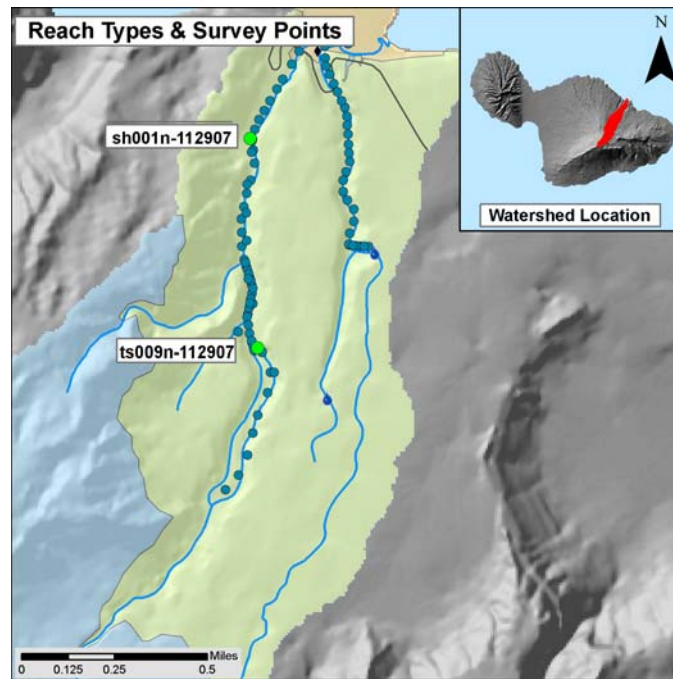 Reach Types & Survey Points
N
sh001n-112907
Watershed Location
ts009n-112907
Miles
0 0.125 0.25 0.5